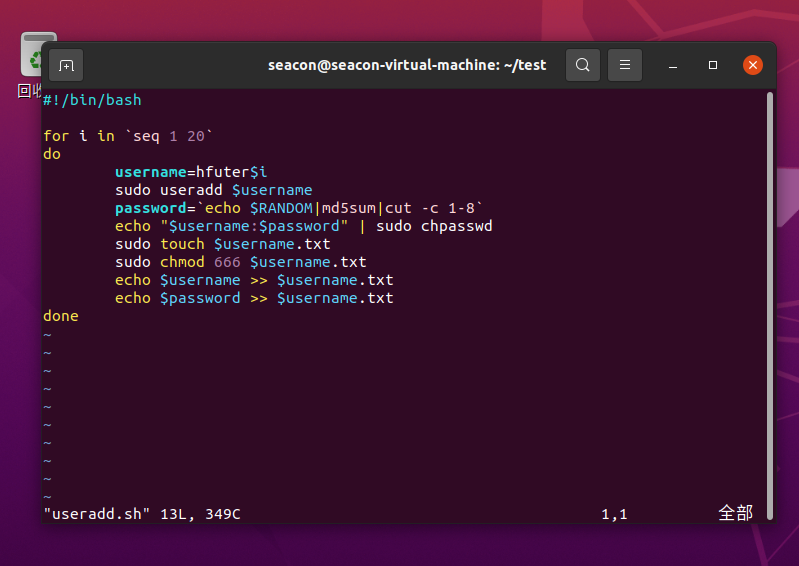 seacon@seacon-virtual-machine: ~/test
回收
#!/bin/bash
for i in `seq 1 20`
do
username=hfuter$i
sudo useradd $username
password=`echo $RANDOM|md5sum|cut -c 1-8`
echo "$username:$password" | sudo chpasswd
sudo touch $username.txt
sudo chmod 666 $username.txt
echo $username >> $username.txt
echo $password >> $username.txt
done
~
~
~
~
~
~
~
~
~
~
"useradd.sh" 13L, 349C 1,1 全部